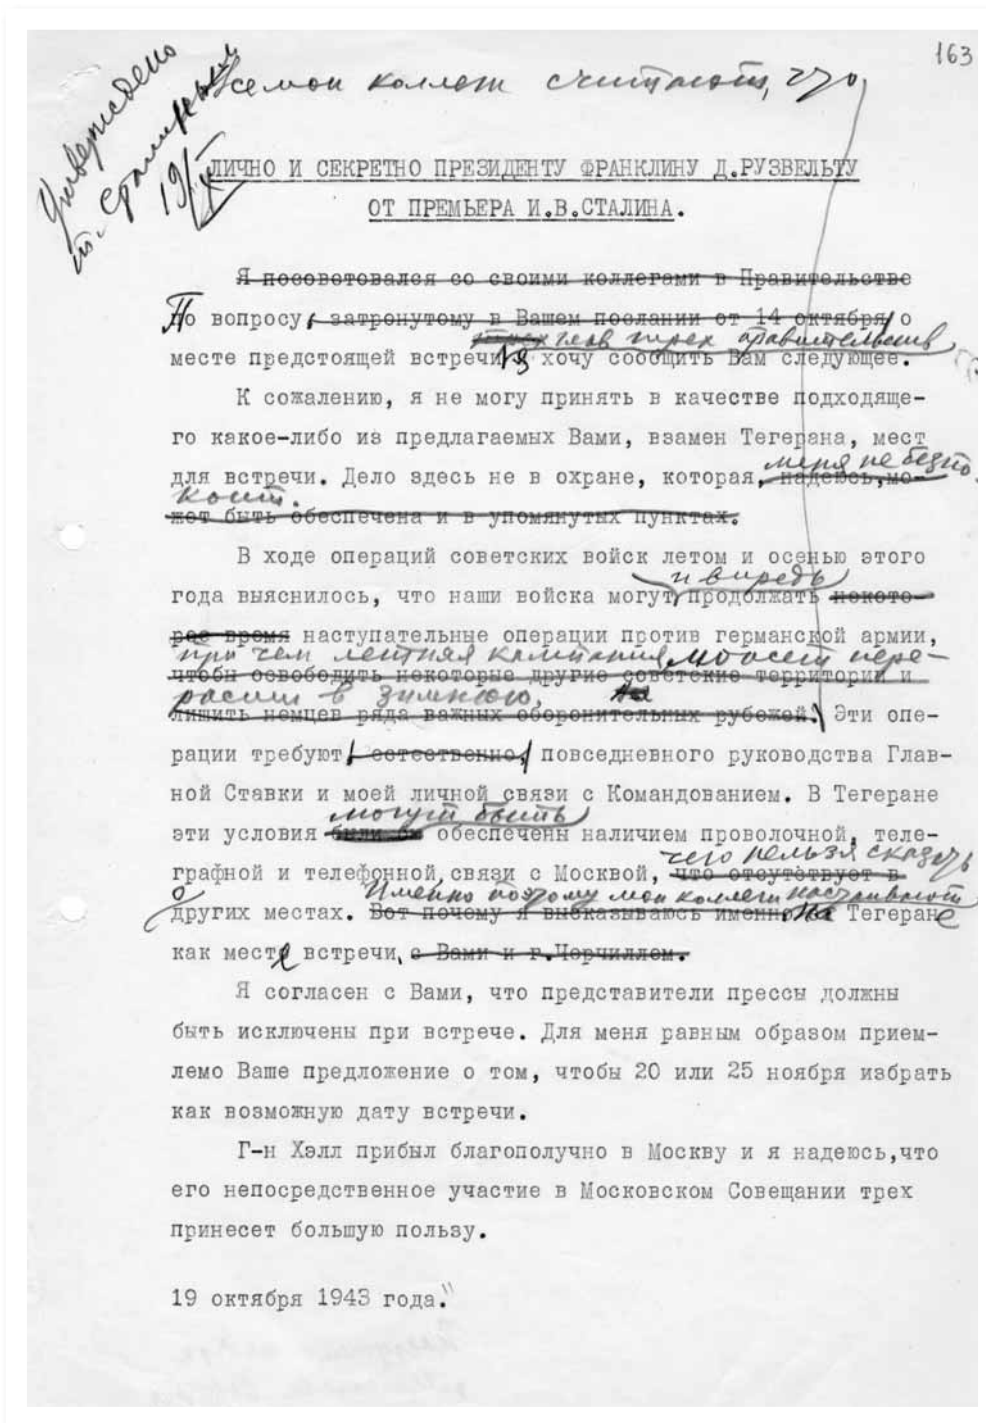 163
Утверждено
т. Сталиным
19/X
Все мои коллеги считают, что
ЛИЧНО И СЕКРЕТНО ПРЕЗИДЕНТУ ФРАНКЛИНУ Д.РУЗВЕЛЬТУ
ОТ ПРЕМЬЕРА И.В.СТАЛИНА.
Я посоветовался со своими коллегами в Правительстве
По вопросу, затронутому в Вашем послании от 14 октября, о
глав трех правительств
месте предстоящей встречи я хочу сообщить Вам следующее.
К сожалению, я не могу принять в качестве подходяще-
го какое-либо из предлагаемых Вами, взамен Тегерана, мест
меня не беспо-
для встречи. Дело здесь не в охране, которая, надеюсь, мо-
коит.
жет быть обеспечена и в упомянутых пунктах.
В ходе операций советских войск летом и осенью этого
и впредь
года выяснилось, что наши войска могут продолжать некото-
рое время наступательные операции против германской армии,
при чем летняя кампания может пере-
чтобы освободить некоторые другие советские территории и
расти в зимнюю.
лишить немцев ряда важных оборонительных рубежей. Эти опе-
рации требуют, естественно, повседневного руководства Глав-
ной Ставки и моей личной связи с Командованием. В Тегеране
могут быть
эти условия были бы обеспечены наличием проволочной, теле-
чего нельзя сказать
графной и телефонной связи с Москвой, что отсутствует в
о Именно поэтому мои коллеги настаивают
других местах. Вот почему я высказываюсь именно на Тегеране
как месте встречи, с Вами и г.Черчиллем.
Я согласен с Вами, что представители прессы должны
быть исключены при встрече. Для меня равным образом прием-
лемо Ваше предложение о том, чтобы 20 или 25 ноября избрать
как возможную дату встречи.
Г-н Хэлл прибыл благополучно в Москву и я надеюсь,что
его непосредственное участие в Московском Совещании трех
принесет большую пользу.
19 октября 1943 года."